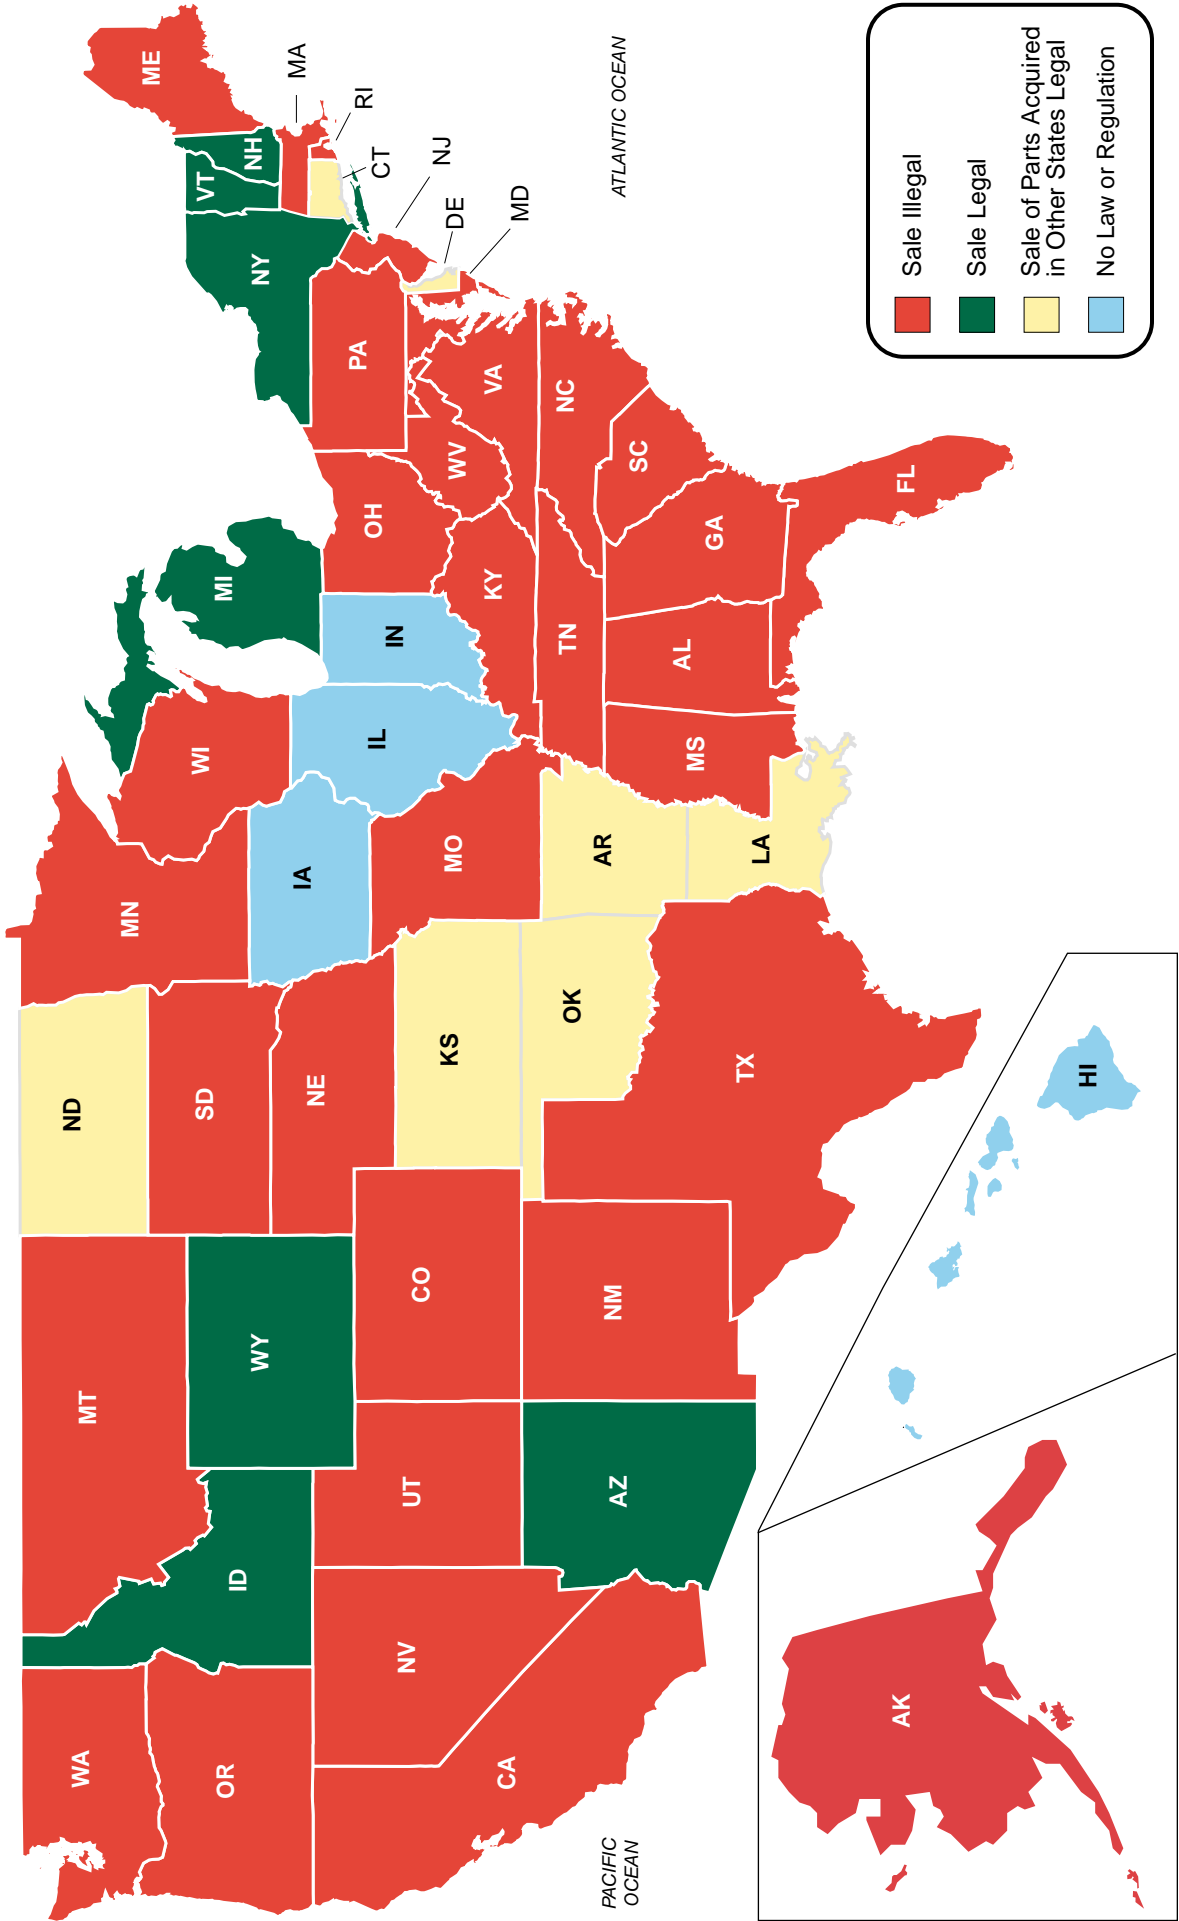 WA
MT
ND
MN
ME
VT
NH
MA
RI
CT
NY
OR
ID
WY
SD
WI
MI
PA
NJ
DE
MD
NV
UT
CO
NE
IA
IL
IN
OH
WV
VA
CA
KS
MO
KY
NC
AZ
NM
OK
AR
TN
SC
TX
LA
MS
AL
GA
FL
AK
HI
PACIFIC
OCEAN
ATLANTIC OCEAN
Sale Illegal
Sale Legal
Sale of Parts Acquired
in Other States Legal
No Law or Regulation